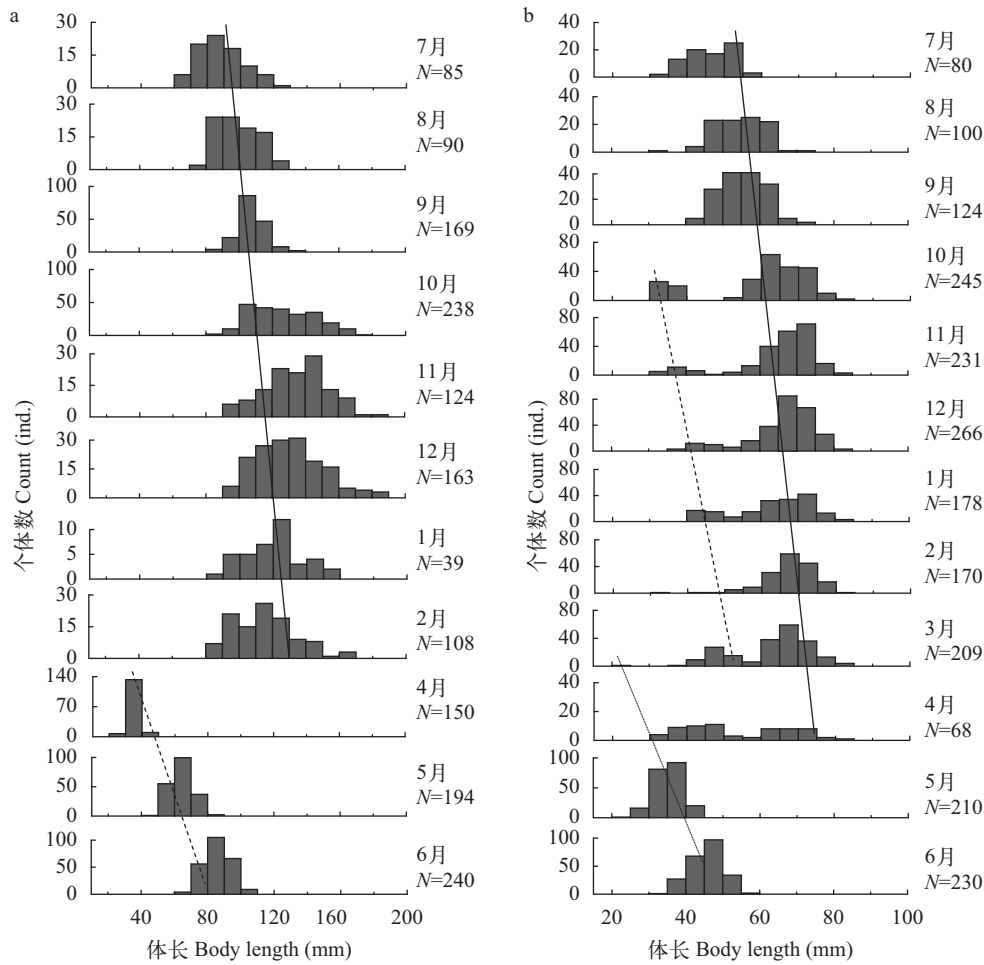 a
30
15
0
7月
N=85
30
15
0
8月
N=90
100
50
0
9月
N=169
100
50
0
10月
N=238
30
15
0
11月
N=124
30
15
0
12月
N=163
10
5
0
1月
N=39
30
15
0
2月
N=108
140
70
0
4月
N=150
100
50
0
5月
N=194
100
50
0
6月
N=240
40 80 120 160 200
个体数 Count (ind.)
体长 Body length (mm)
b
40
20
0
7月
N=80
40
20
0
8月
N=100
40
20
0
9月
N=124
80
40
0
10月
N=245
80
40
0
11月
N=231
80
40
0
12月
N=266
80
40
0
1月
N=178
80
40
0
2月
N=170
80
40
0
3月
N=209
40
20
0
4月
N=68
100
50
0
5月
N=210
100
50
0
6月
N=230
20 40 60 80 100
个体数 Count (ind.)
体长 Body length (mm)